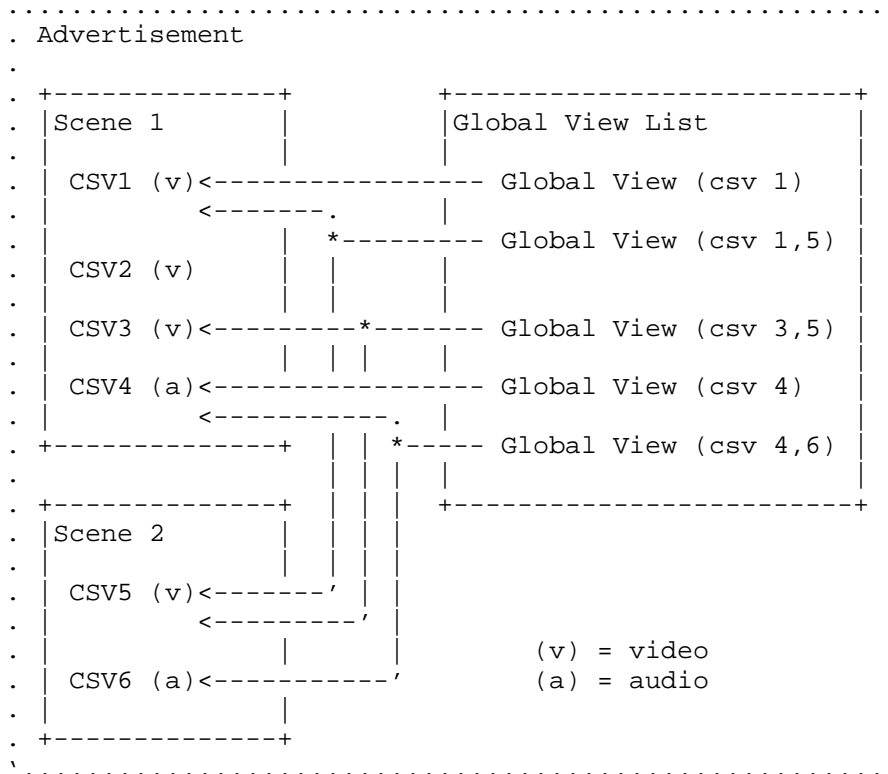 Advertisement
Scene 1
Global View List
CSV1 (v)<----------------- Global View (csv 1)
<-------.
*--------- Global View (csv 1,5)
CSV2 (v)
CSV3 (v)<---------*------- Global View (csv 3,5)
CSV4 (a)<----------------- Global View (csv 4)
<-----------.
*----- Global View (csv 4,6)
Scene 2
CSV5 (v)<-------'
<---------'
(v) = video
CSV6 (a)<-----------' (a) = audio